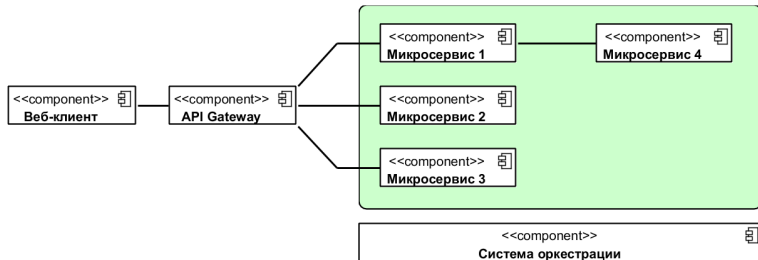 <<component>>
Микросервис 1
<<component>>
Микросервис 4
<<component>>
Веб-клиент
<<component>>
API Gateway
<<component>>
Микросервис 2
<<component>>
Микросервис 3
<<component>>
Система оркестрации